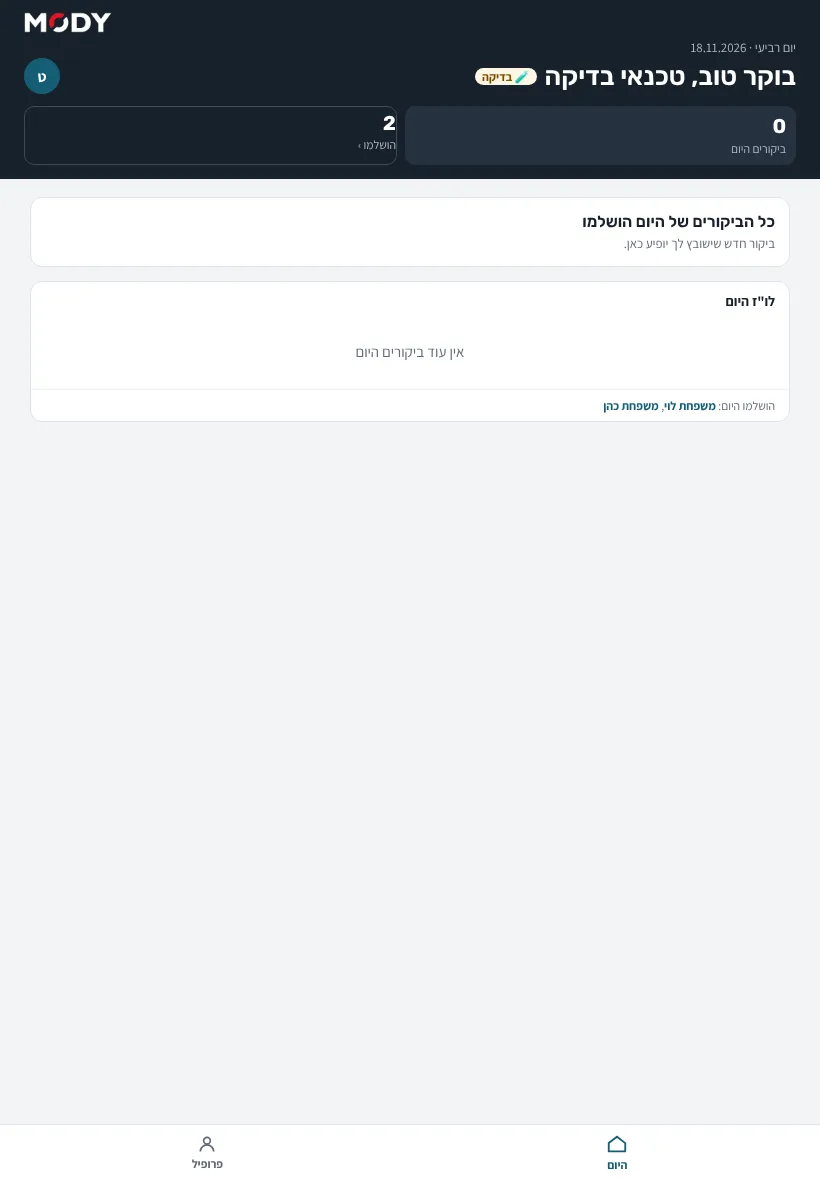 MODY
יום רביעי · 18.11.2026
בוקר טוב, טכנאי בדיקה 🧪 בדיקה
ט
0
ביקורים היום
2
הושלמו ›
כל הביקורים של היום הושלמו
ביקור חדש שישובץ לך יופיע כאן.
לו"ז היום
אין עוד ביקורים היום
הושלמו היום: משפחת לוי, משפחת כהן
היום
פרופיל